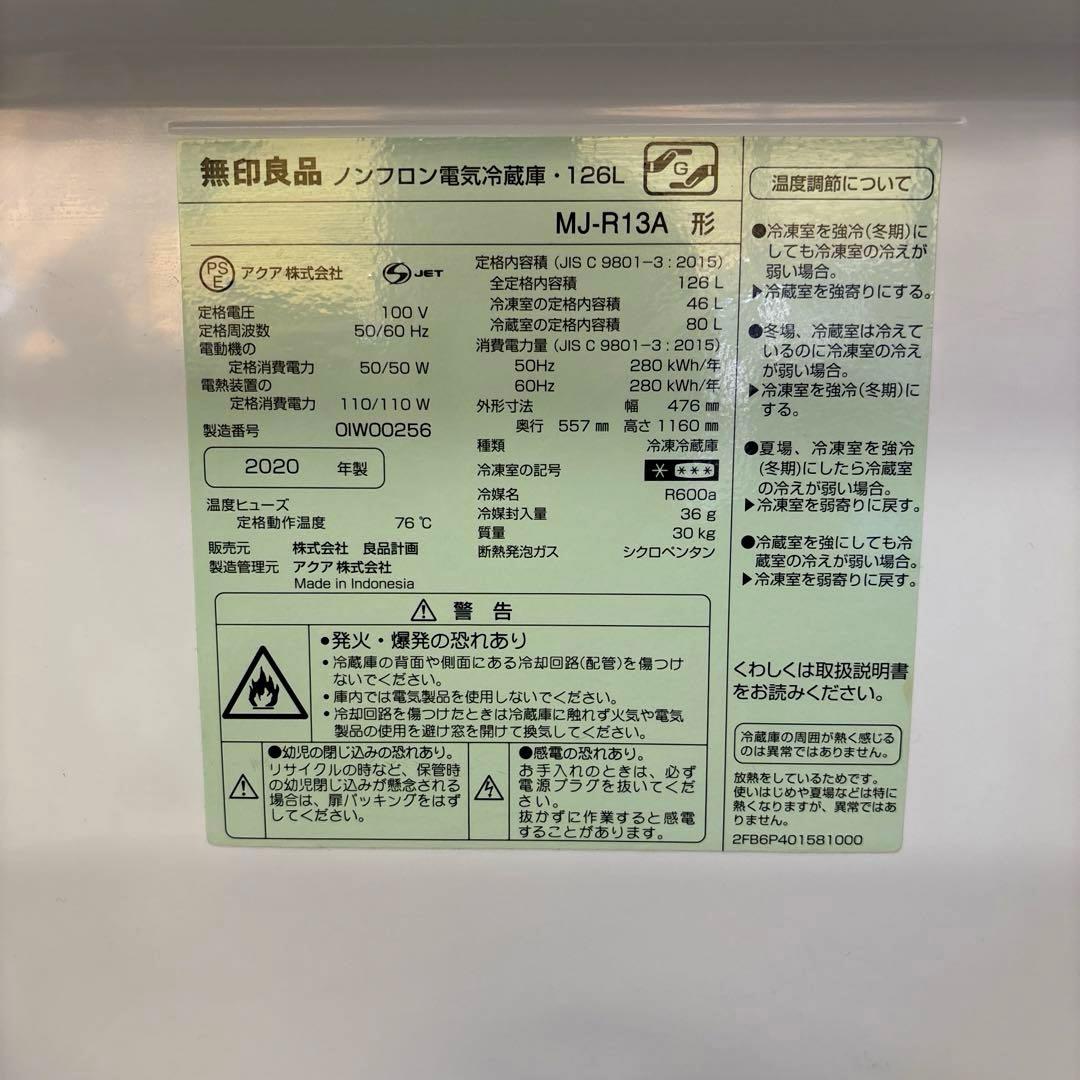 無印良品 ノンフロン電気冷蔵庫・126L G
MJ-R13A 形
PS E アクア株式会社 S JET
定格電圧 100 V
定格周波数 50/60 Hz
電動機の
定格消費電力 50/50 W
電熱装置の
定格消費電力 110/110 W
製造番号 OIW00256
2020 年製
温度ヒューズ
定格動作温度 76 ℃
販売元 株式会社 良品計画
製造管理元 アクア株式会社
Made in Indonesia
定格内容積 (JIS C 9801-3 : 2015)
全定格内容積 126 L
冷凍室の定格内容積 46 L
冷蔵室の定格内容積 80 L
消費電力量 (JIS C 9801-3 : 2015)
50Hz 280 kWh/年
60Hz 280 kWh/年
外形寸法 幅 476 ㎜
奥行 557 ㎜ 高さ 1160 ㎜
種類 冷凍冷蔵庫
冷凍室の記号 * ***
冷媒名 R600a
冷媒封入量 36 g
質量 30 kg
断熱発泡ガス シクロペンタン
⚠ 警 告
●発火・爆発の恐れあり
・冷蔵庫の背面や側面にある冷却回路(配管)を傷つけ
ないでください。
・庫内では電気製品を使用しないでください。
・冷却回路を傷つけたときは冷蔵庫に触れず火気や電気
製品の使用を避け窓を開けて換気してください。
●幼児の閉じ込みの恐れあり。
リサイクルの時など、保管時
の幼児閉じ込みが懸念される
場合は、扉パッキングをはず
してください。
●感電の恐れあり。
お手入れのときは、必ず
電源プラグを抜いてくだ
さい。
抜かずに作業すると感電
することがあります。
温度調節について
●冷凍室を強冷(冬期)に
しても冷凍室の冷えが
弱い場合。
▶冷蔵室を強寄りにする。
●冬場、冷蔵室は冷えて
いるのに冷凍室の冷え
が弱い場合。
▶冷凍室を強冷(冬期)に
する。
●夏場、冷凍室を強冷
(冬期)にしたら冷蔵室
の冷えが弱い場合。
▶冷凍室を弱寄りに戻す。
●冷蔵室を強にしても冷
蔵室の冷えが弱い場合。
▶冷凍室を弱寄りに戻す。
くわしくは取扱説明書
をお読みください。
冷蔵庫の周囲が熱く感じる
のは異常ではありません。
放熱をしているためです。
使いはじめや夏場などは特に
熱くなりますが、異常ではあ
りません。
2FB6P401581000